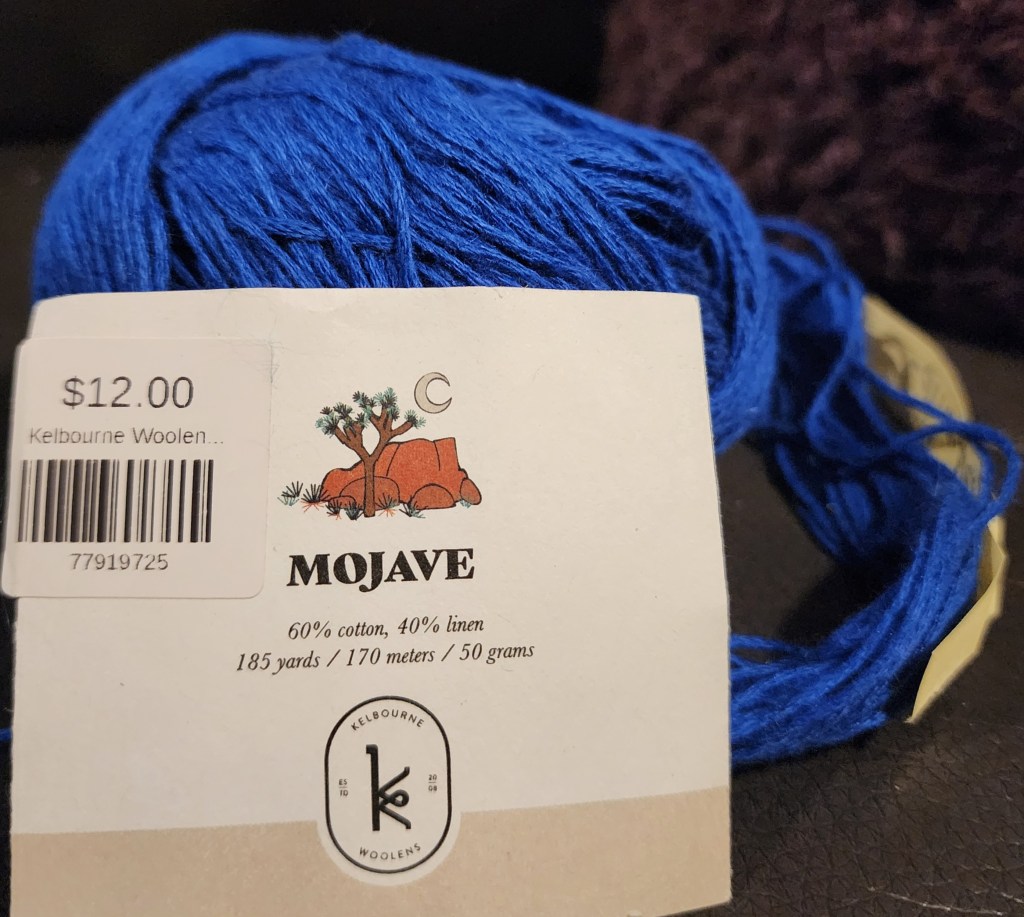 $12.00
Kelbourne Woolen...
77919725
MOJAVE
60% cotton, 40% linen
185 yards / 170 meters / 50 grams
KELBOURNE
ES
TD
20
08
k
WOOLENS